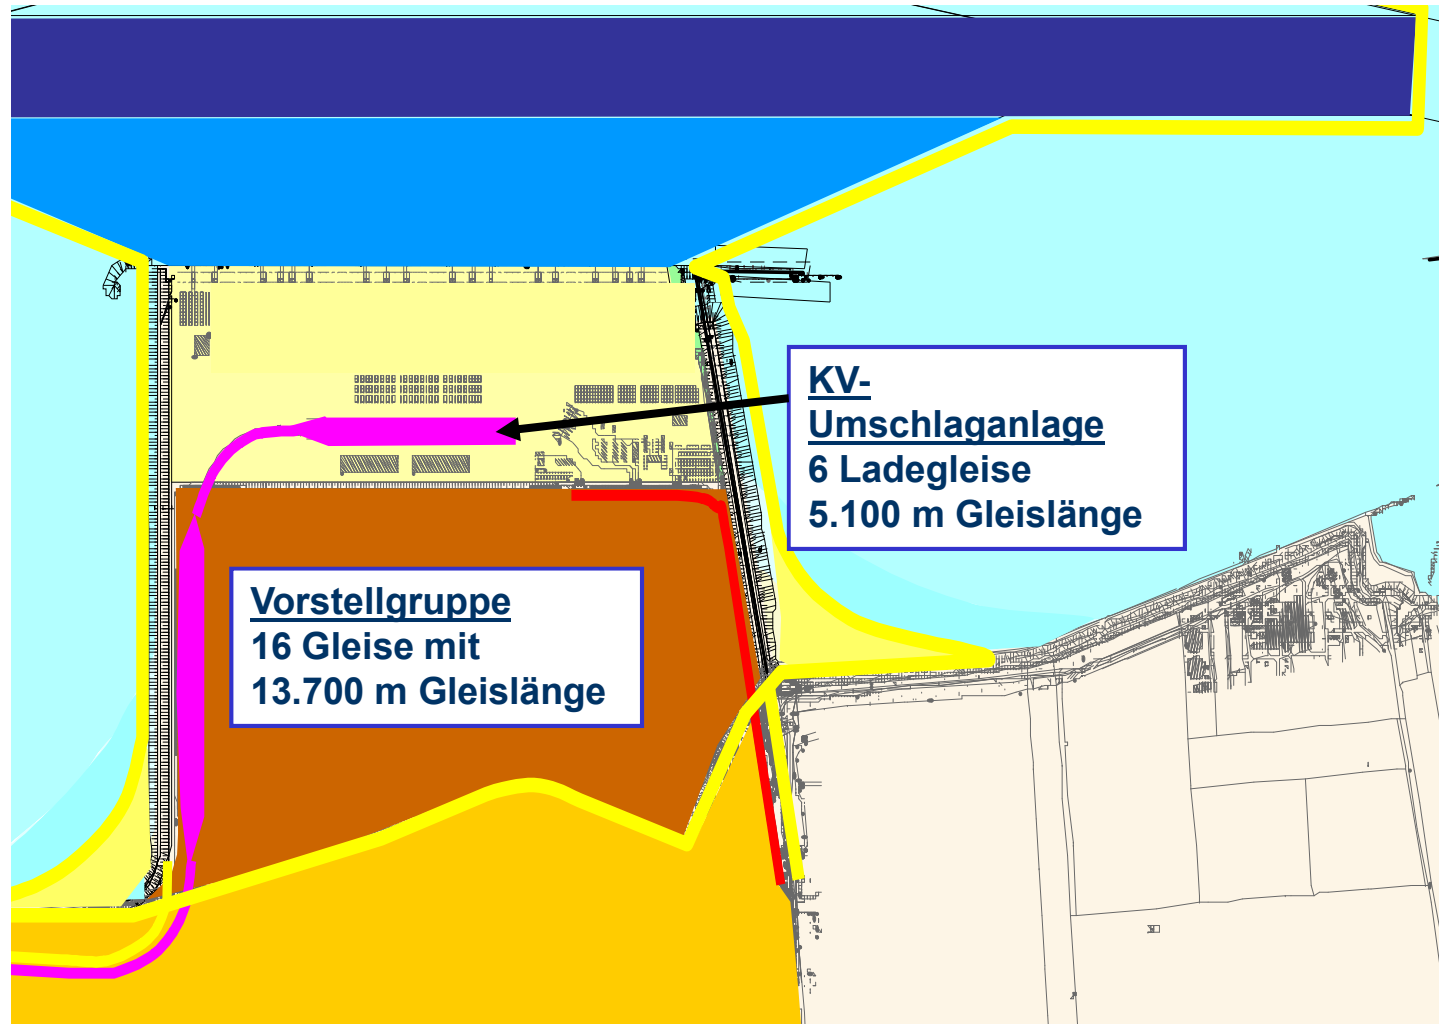 KV-
Umschlaganlage
6 Ladegleise
5.100 m Gleislänge
Vorstellgruppe
16 Gleise mit
13.700 m Gleislänge